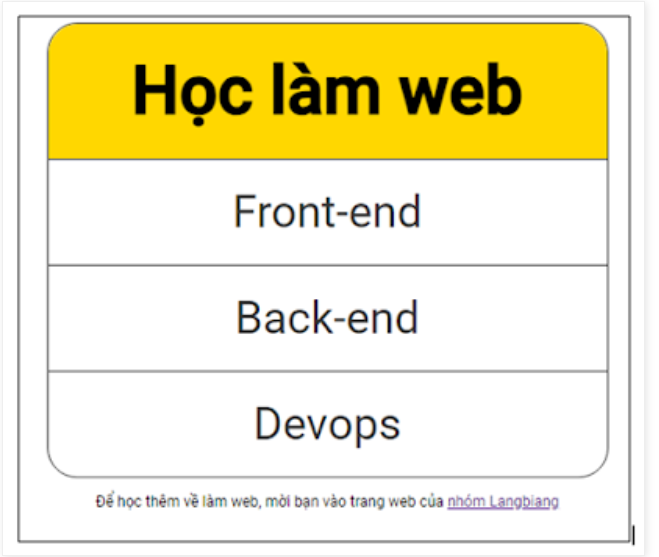 Học làm web
Front-end
Back-end
Devops
Để học thêm về làm web, mời bạn vào trang web của nhóm Langbiang